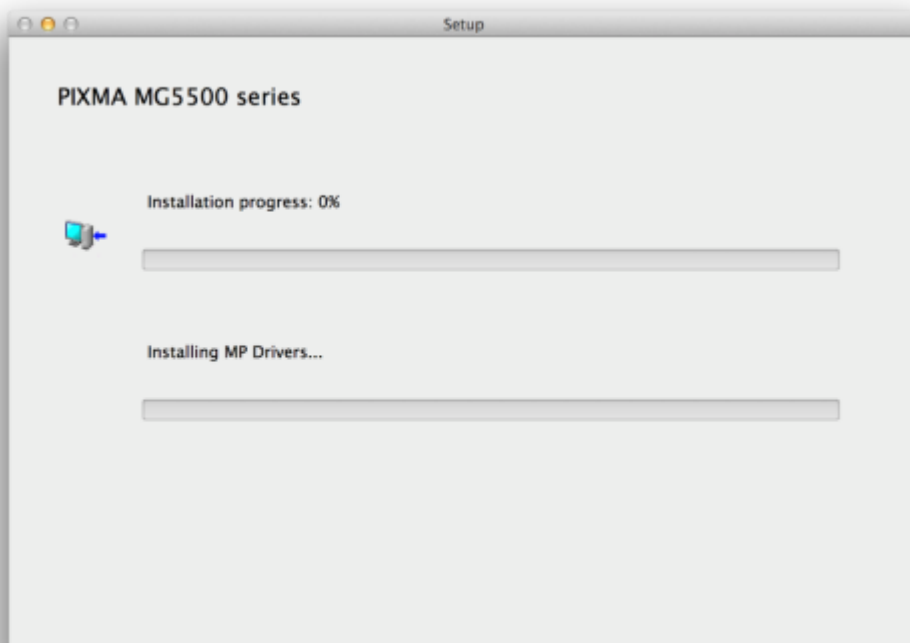 Setup
PIXMA MG5500 series
Installation progress: 0%
Installing MP Drivers...